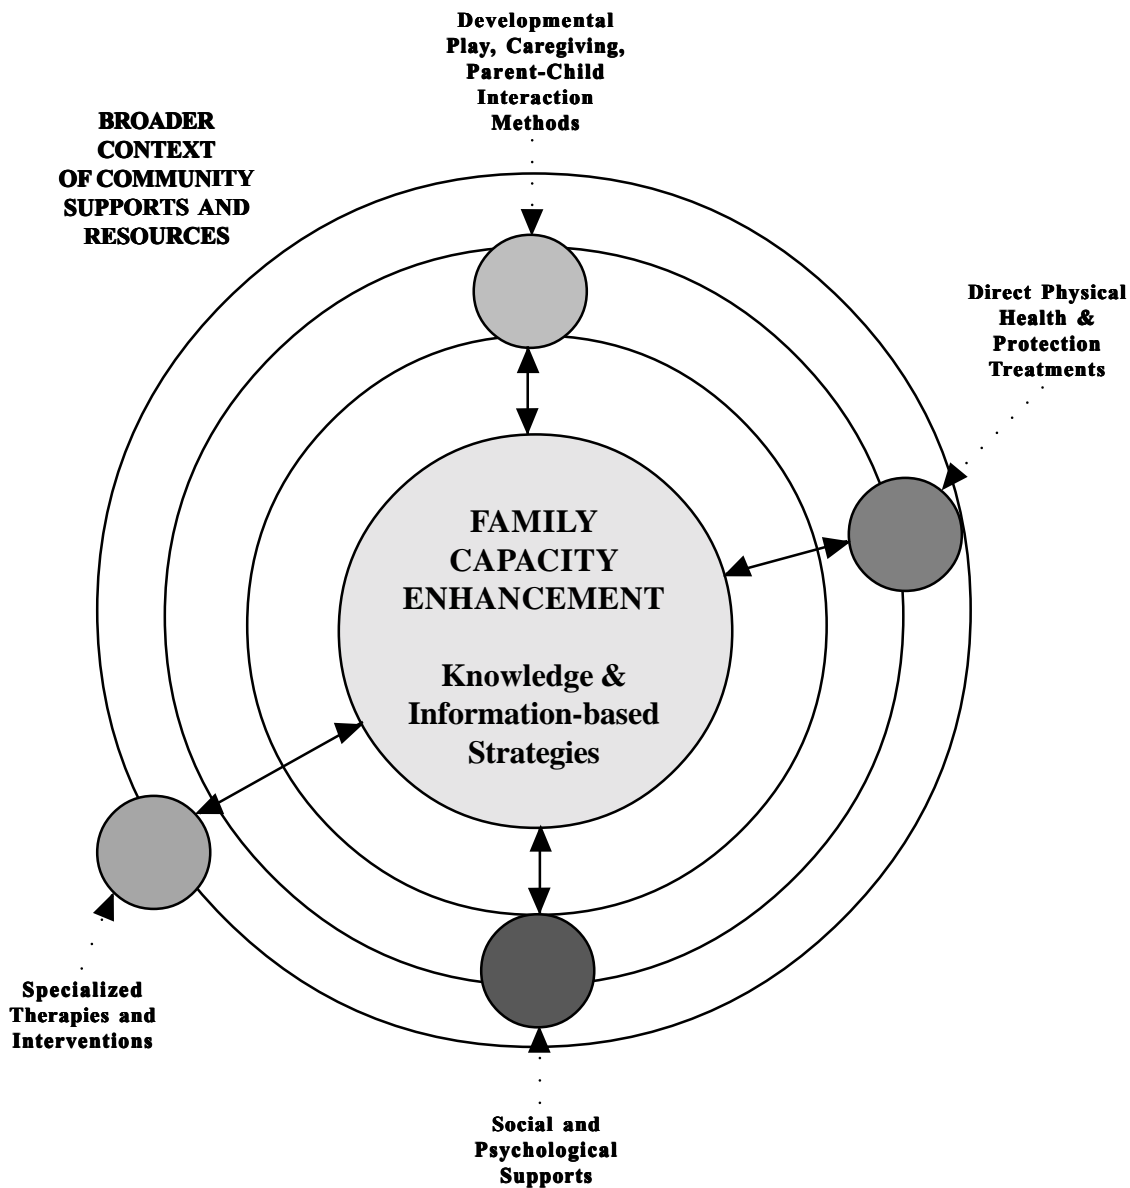 Developmental
Play, Caregiving,
Parent-Child
Interaction
Methods
BROADER
CONTEXT
OF COMMUNITY
SUPPORTS AND
RESOURCES
Direct Physical
Health &
Protection
Treatments
FAMILY
CAPACITY
ENHANCEMENT
Knowledge &
Information-based
Strategies
Specialized
Therapies and
Interventions
Social and
Psychological
Supports